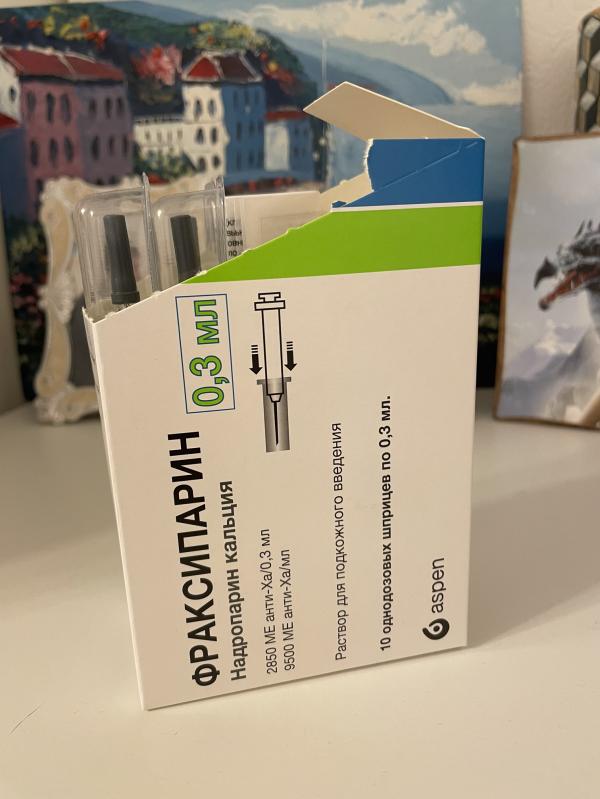 ФРАКСИПАРИН
0,3 мл
Надропарин кальция
2850 МЕ анти-Ха/0,3 мл
9500 МЕ анти-Ха/мл
Раствор для подкожного введения
10 однодозовых шприцев по 0,3 мл.
aspen